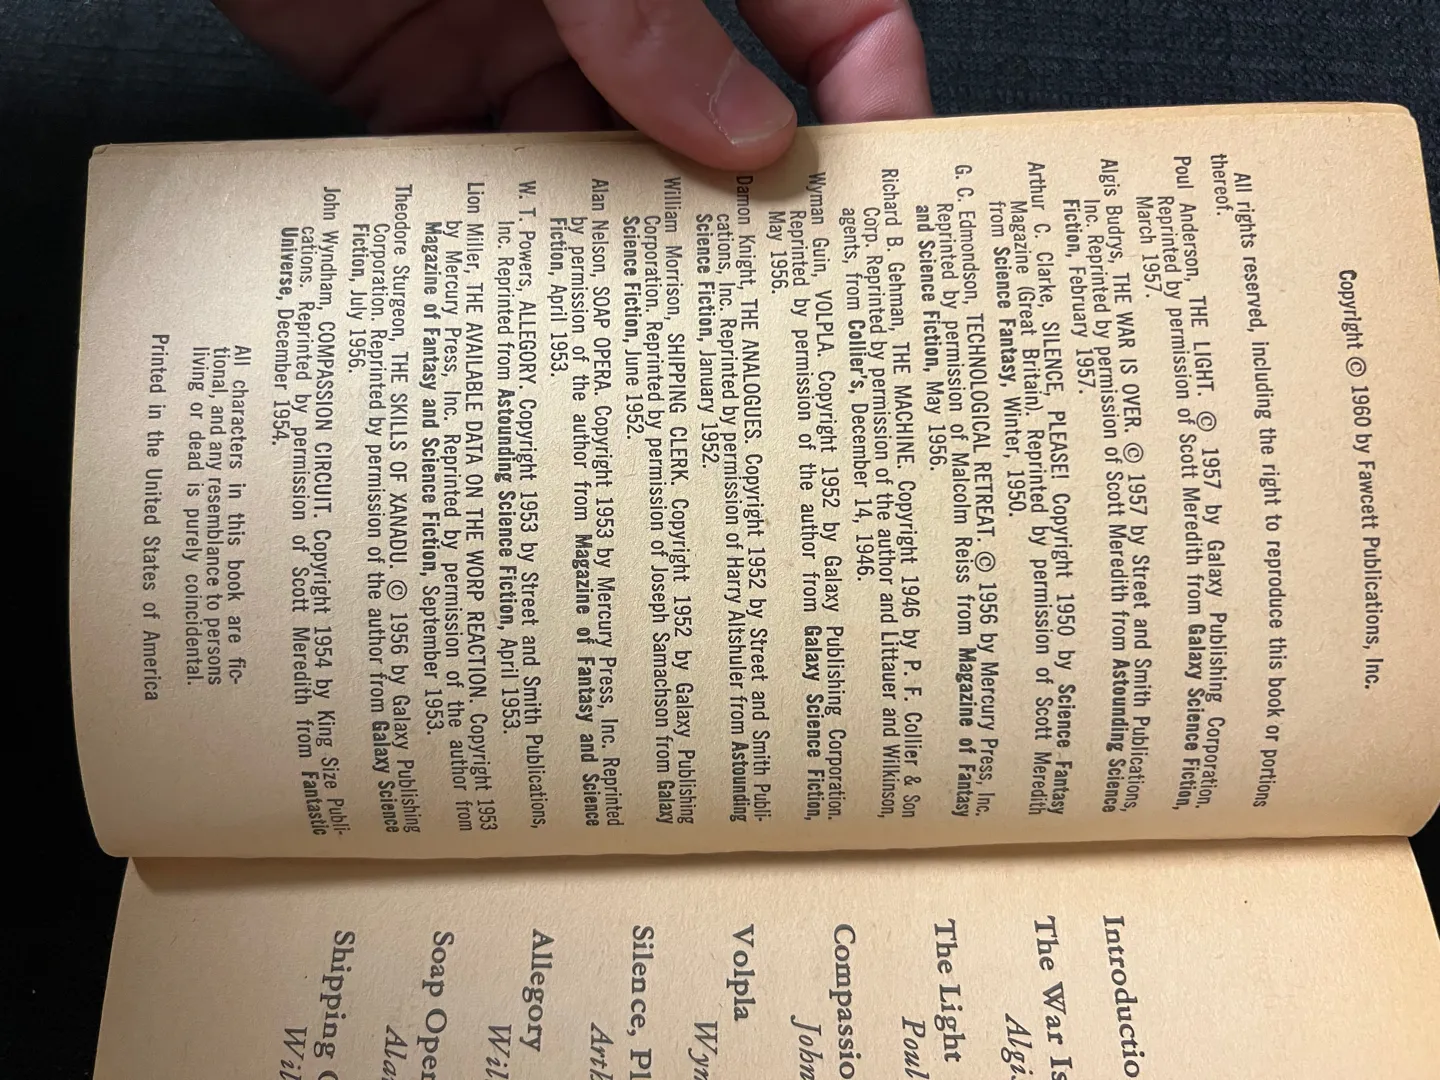 Copyright © 1960 by Fawcett Publications, Inc.
All rights reserved, including the right to reproduce this book or portions
thereof.
Poul Anderson, THE LIGHT. © 1957 by Galaxy Publishing Corporation.
Reprinted by permission of Scott Meredith from Galaxy Science Fiction,
March 1957.
Algis Budrys, THE WAR IS OVER. © 1957 by Street and Smith Publications,
Inc. Reprinted by permission of Scott Meredith from Astounding Science
Fiction, February 1957.
Arthur C. Clarke, SILENCE, PLEASE! Copyright 1950 by Science-Fantasy
Magazine (Great Britain). Reprinted by permission of Scott Meredith
from Science Fantasy, Winter, 1950.
G. C. Edmondson, TECHNOLOGICAL RETREAT. © 1956 by Mercury Press, Inc.
Reprinted by permission of Malcolm Reiss from Magazine of Fantasy
and Science Fiction, May 1956.
Richard B. Gehman, THE MACHINE. Copyright 1946 by P. F. Collier & Son
Corp. Reprinted by permission of the author and Littauer and Wilkinson,
agents, from Collier's, December 14, 1946.
Wyman Guin, VOLPLA. Copyright 1952 by Galaxy Publishing Corporation.
Reprinted by permission of the author from Galaxy Science Fiction,
May 1956.
Damon Knight, THE ANALOGUES. Copyright 1952 by Street and Smith Publi-
cations, Inc. Reprinted by permission of Harry Altshuler from Astounding
Science Fiction, January 1952.
William Morrison, SHIPPING CLERK. Copyright 1952 by Galaxy Publishing
Corporation. Reprinted by permission of Joseph Samachson from Galaxy
Science Fiction, June 1952.
Alan Nelson, SOAP OPERA. Copyright 1953 by Mercury Press, Inc. Reprinted
by permission of the author from Magazine of Fantasy and Science
Fiction, April 1953.
W. T. Powers, ALLEGORY. Copyright 1953 by Street and Smith Publications,
Inc. Reprinted from Astounding Science Fiction, April 1953.
Lion Miller, THE AVAILABLE DATA ON THE WORP REACTION. Copyright 1953
by Mercury Press, Inc. Reprinted by permission of the author from
Magazine of Fantasy and Science Fiction, September 1953.
Theodore Sturgeon, THE SKILLS OF XANADU. © 1956 by Galaxy Publishing
Corporation. Reprinted by permission of the author from Galaxy Science
Fiction, July 1956.
John Wyndham, COMPASSION CIRCUIT. Copyright 1954 by King Size Publi-
cations. Reprinted by permission of Scott Meredith from Fantastic
Universe, December 1954.
All characters in this book are fic-
tional, and any resemblance to persons
living or dead is purely coincidental.
Printed in the United States of America
Introductio
The War Is
Algi
The Light
Poul
Compassio
John
Volpla
Wyn
Silence, Pl
Art
Allegory
Wil
Soap Oper
Ala
Shipping
Wil